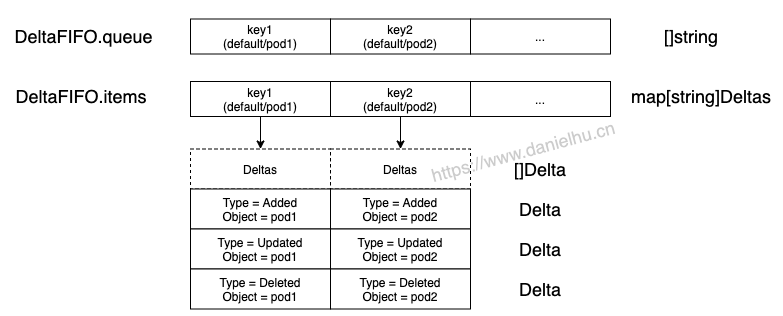 DeltaFIFO.queue
key1
(default/pod1)
key2
(default/pod2)
...
[]string
DeltaFIFO.items
key1
(default/pod1)
key2
(default/pod2)
...
map[string]Deltas
https://www.danielhu.cn
Deltas
Deltas
[]Delta
Type = Added
Object = pod1
Type = Added
Object = pod2
Delta
Type = Updated
Object = pod1
Type = Updated
Object = pod2
Delta
Type = Deleted
Object = pod1
Type = Deleted
Object = pod2
Delta